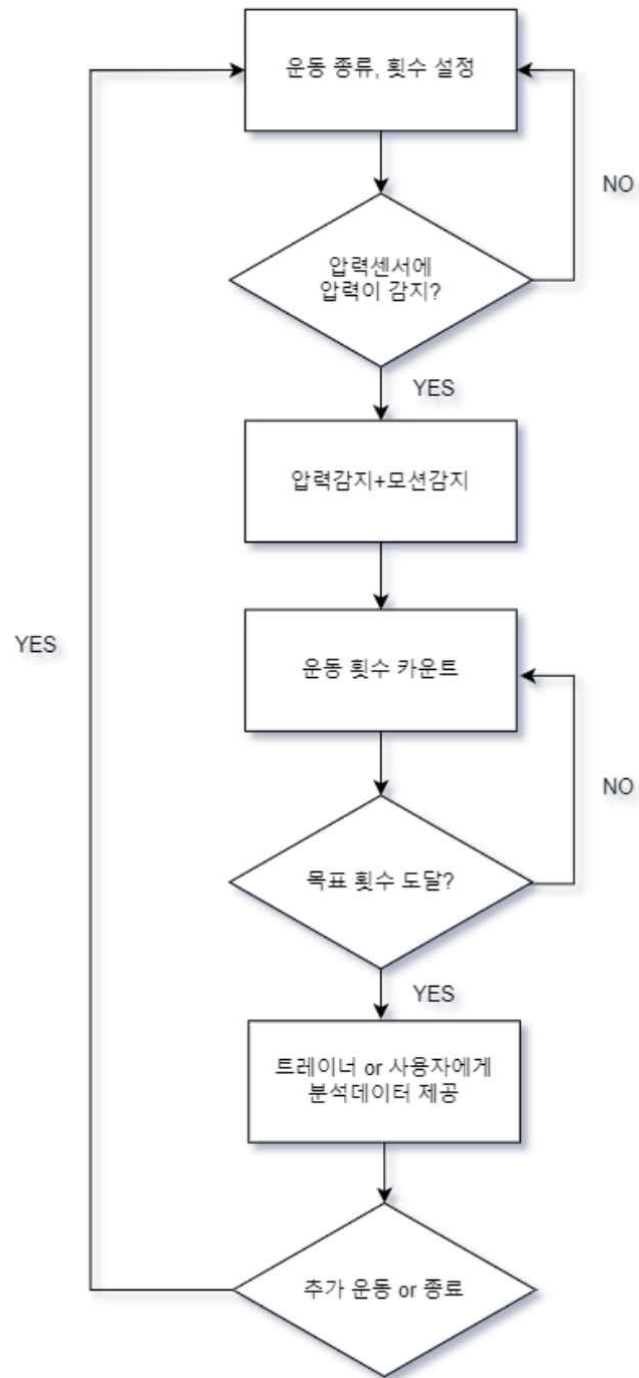 운동 종류, 횟수 설정
NO
압력센서에
압력이 감지?
YES
압력감지+모션감지
운동 횟수 카운트
YES
NO
목표 횟수 도달?
YES
트레이너 or 사용자에게
분석데이터 제공
추가 운동 or 종료